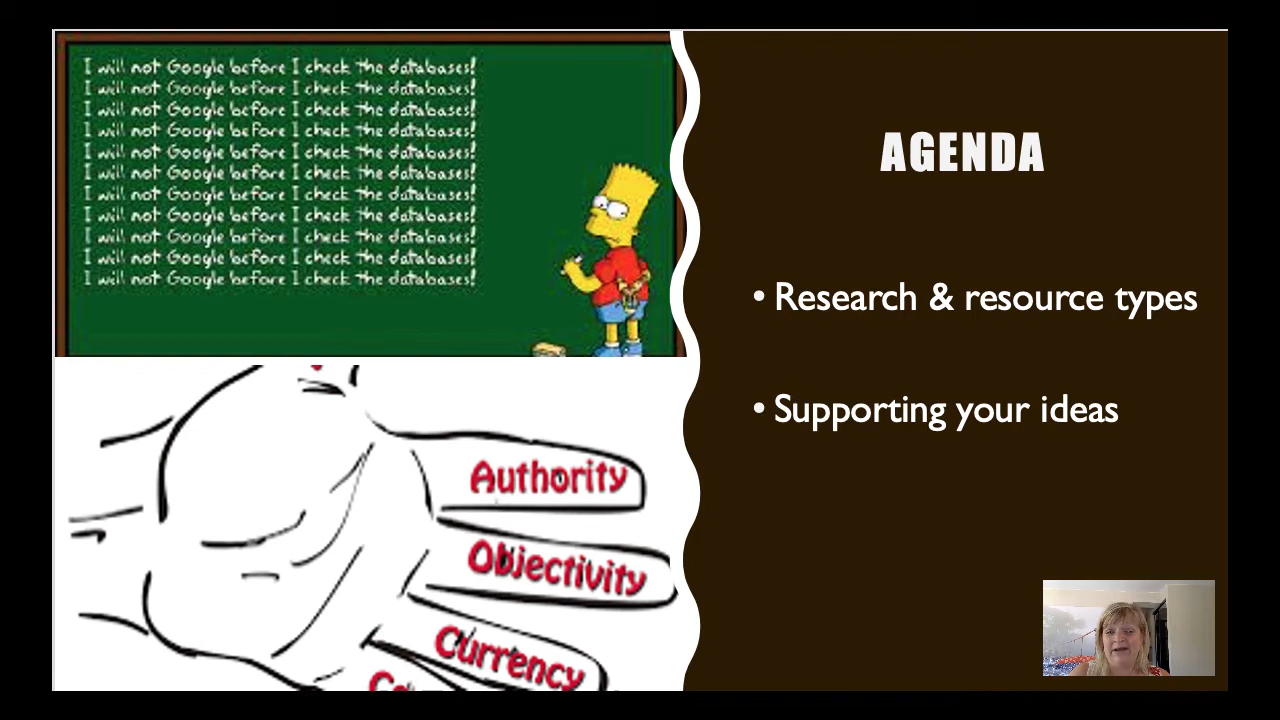 I will not Google before I check the databases!
I will not Google before I check the databases!
I will not Google before I check the databases!
I will not Google before I check the databases!
I will not Google before I check the databases!
I will not Google before I check the databases!
I will not Google before I check the databases!
I will not Google before I check the databases!
I will not Google before I check the databases!
I will not Google before I check the databases!
I will not Google before I check the databases!
Authority
Objectivity
Currency
AGENDA
• Research & resource types
• Supporting your ideas